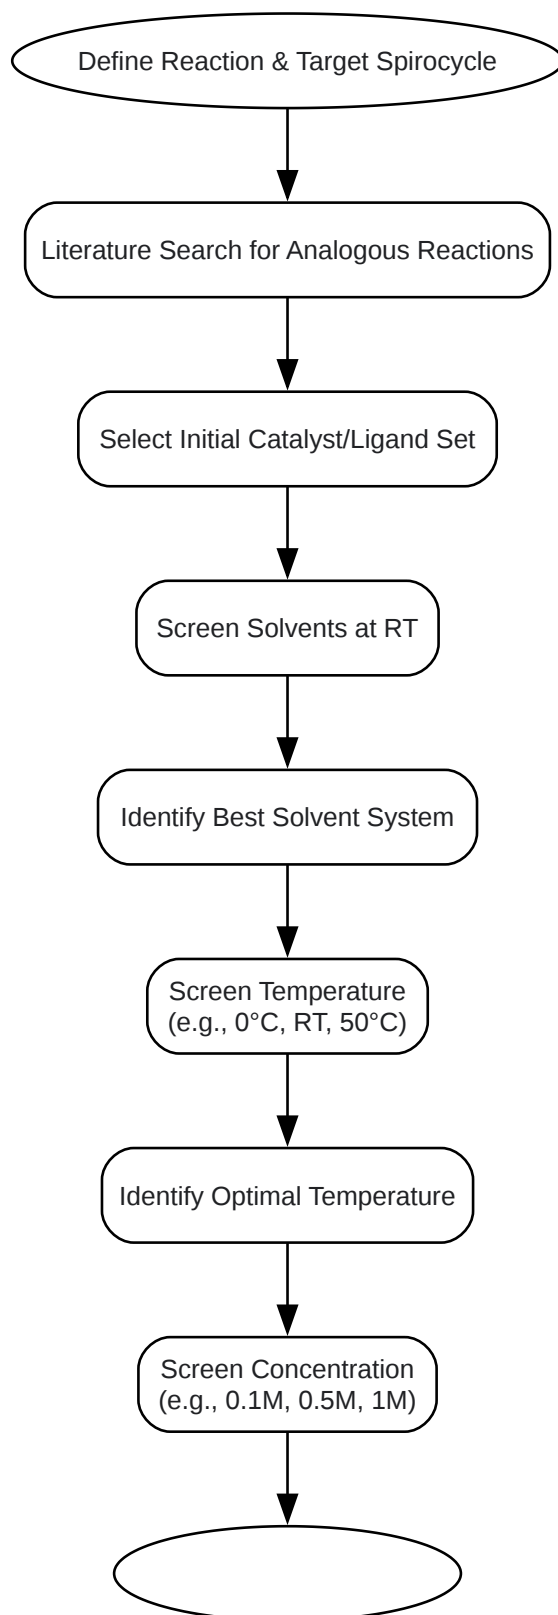 Define Reaction & Target Spirocycle
Literature Search for Analogous Reactions
Select Initial Catalyst/Ligand Set
Screen Solvents at RT
Identify Best Solvent System
Screen Temperature
(e.g., 0°C, RT, 50°C)
Identify Optimal Temperature
Screen Concentration
(e.g., 0.1M, 0.5M, 1M)